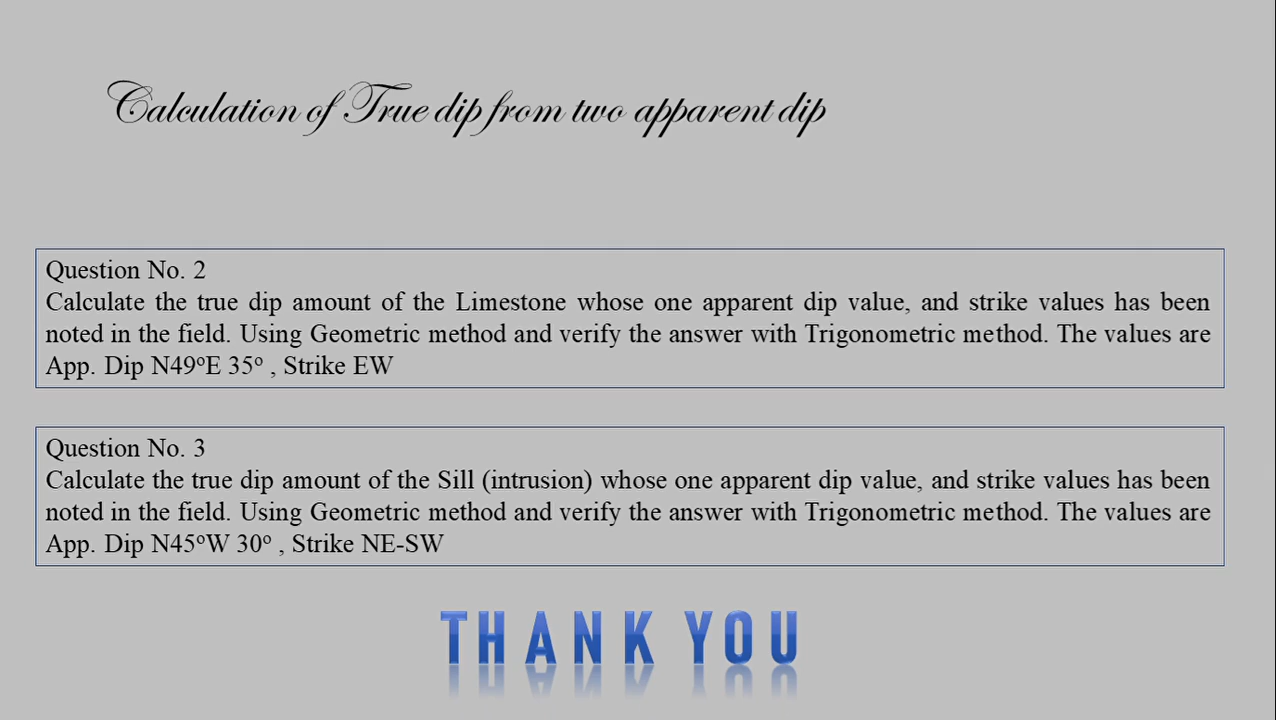 Calculation of True dip from two apparent dip
Question No. 2
Calculate the true dip amount of the Limestone whose one apparent dip value, and strike values has been
noted in the field. Using Geometric method and verify the answer with Trigonometric method. The values are
App. Dip N49ºE 35º , Strike EW
Question No. 3
Calculate the true dip amount of the Sill (intrusion) whose one apparent dip value, and strike values has been
noted in the field. Using Geometric method and verify the answer with Trigonometric method. The values are
App. Dip N45ºW 30º , Strike NE-SW
THANK YOU